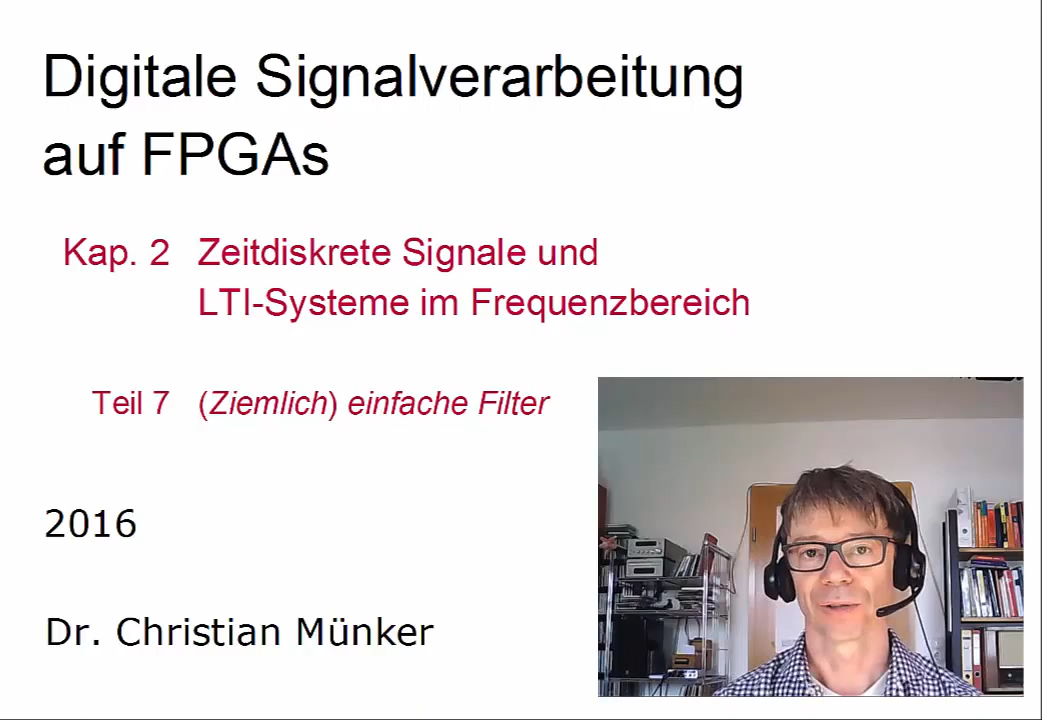 Digitale Signalverarbeitung
auf FPGAs
Kap. 2 Zeitdiskrete Signale und
LTI-Systeme im Frequenzbereich
Teil 7 (Ziemlich) einfache Filter
2016
Dr. Christian Münker